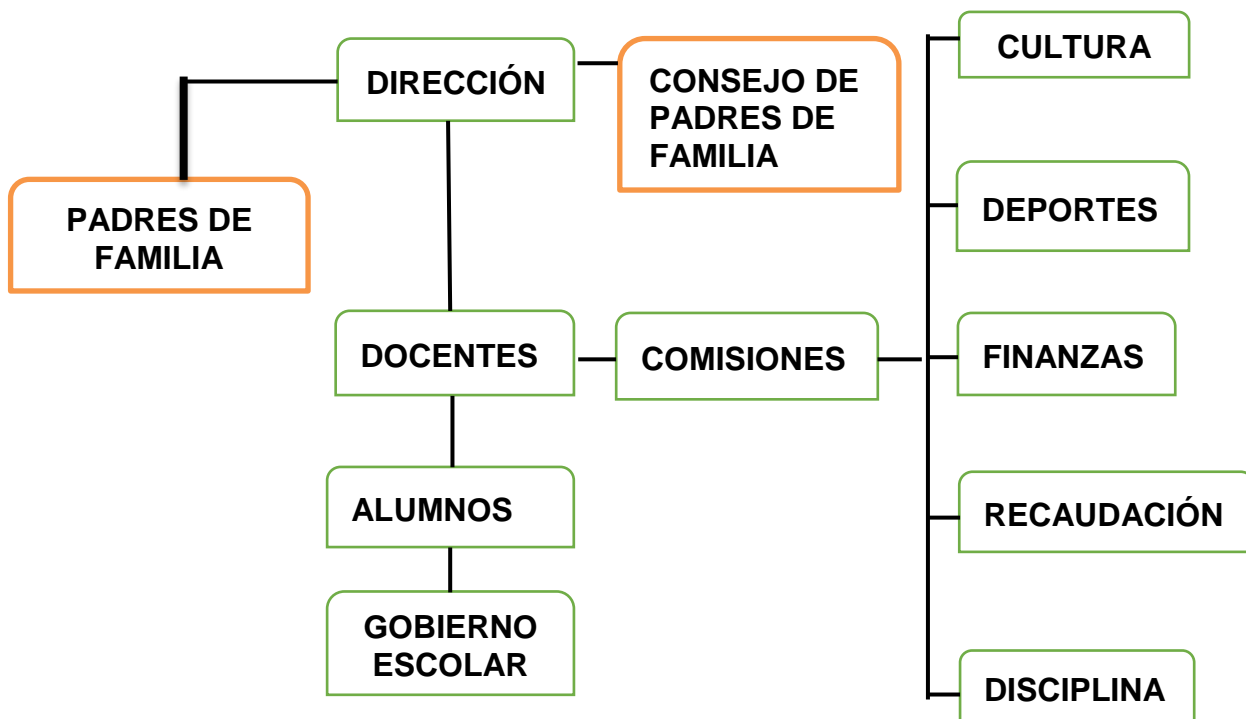 DIRECCIÓN
CONSEJO DE
PADRES DE
FAMILIA
CULTURA
PADRES DE
FAMILIA
DEPORTES
DOCENTES
COMISIONES
FINANZAS
ALUMNOS
RECAUDACIÓN
GOBIERNO
ESCOLAR
DISCIPLINA